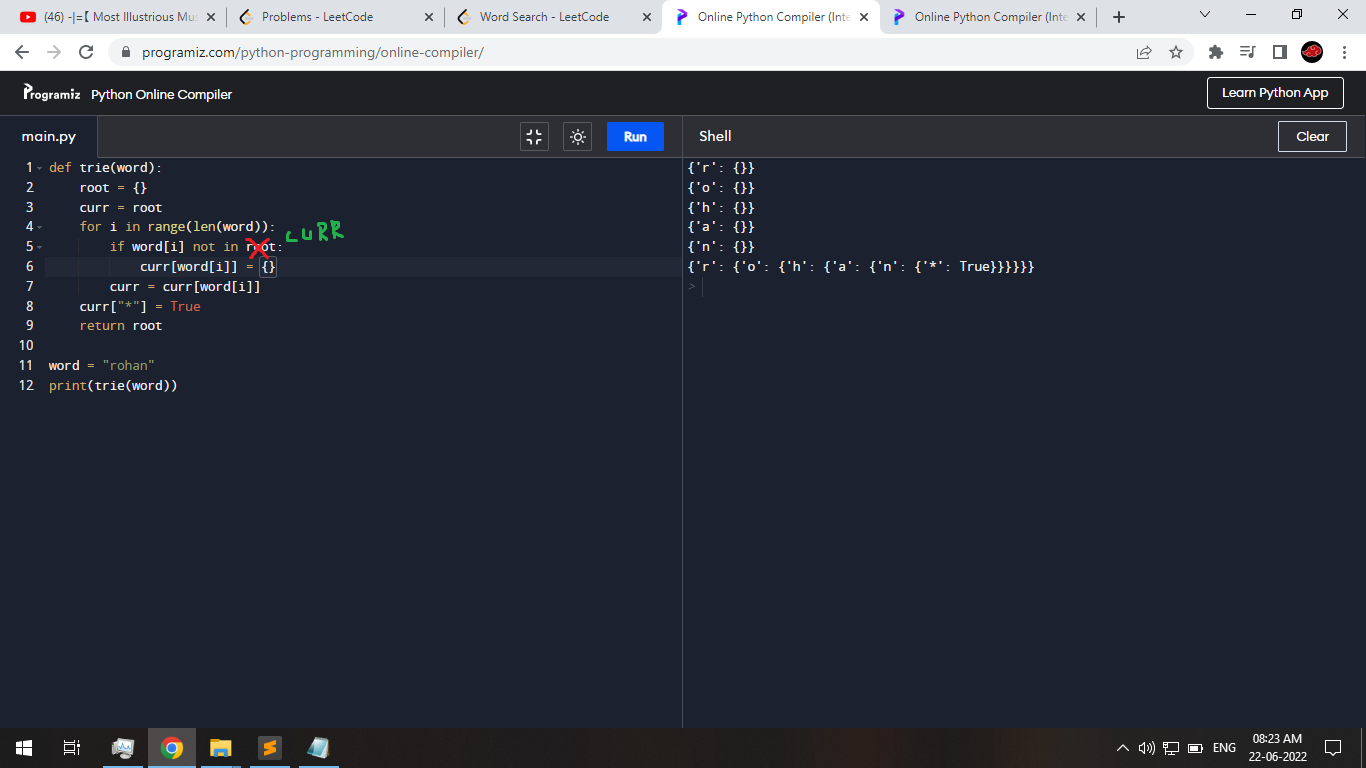 (46) -|=【 Most Illustrious Mu
Problems - LeetCode
Word Search - LeetCode
Online Python Compiler (Inte
Online Python Compiler (Inte
programiz.com/python-programming/online-compiler/
Programiz Python Online Compiler
Learn Python App
main.py
Run
Shell
Clear
1 def trie(word):
2 root = {}
3 curr = root
4 for i in range(len(word)):
CURR
5 if word[i] not in root:
6 curr[word[i]] = {}
7 curr = curr[word[i]]
8 curr["*"] = True
9 return root
10
11 word = "rohan"
12 print(trie(word))
{'r': {}}
{'o': {}}
{'h': {}}
{'a': {}}
{'n': {}}
{'r': {'o': {'h': {'a': {'n': {'*': True}}}}}}
>
ENG
08:23 AM
22-06-2022